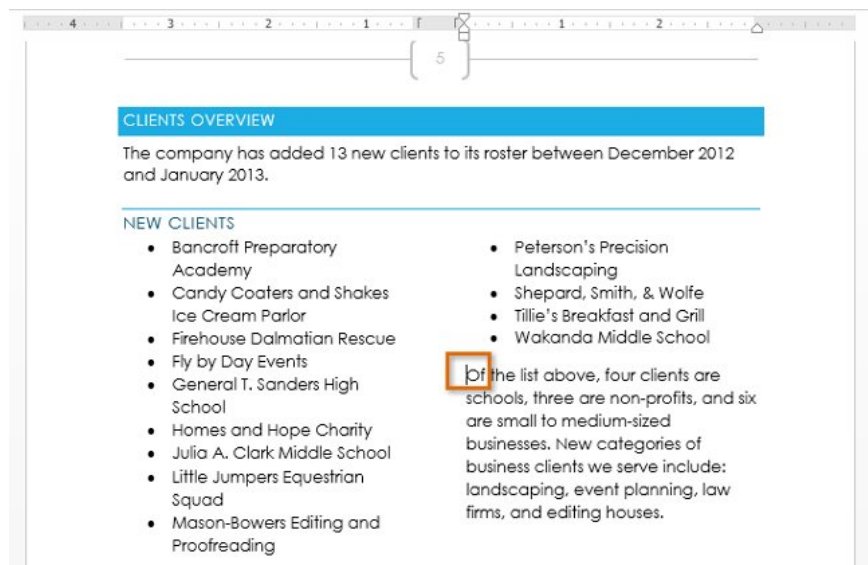 4 3 2 1 1 2
5
CLIENTS OVERVIEW
The company has added 13 new clients to its roster between December 2012
and January 2013.
NEW CLIENTS
• Bancroft Preparatory
Academy
• Candy Coaters and Shakes
Ice Cream Parlor
• Firehouse Dalmatian Rescue
• Fly by Day Events
• General T. Sanders High
School
• Homes and Hope Charity
• Julia A. Clark Middle School
• Little Jumpers Equestrian
Squad
• Mason-Bowers Editing and
Proofreading
• Peterson's Precision
Landscaping
• Shepard, Smith, & Wolfe
• Tillie's Breakfast and Grill
• Wakanda Middle School
Of the list above, four clients are
schools, three are non-profits, and six
are small to medium-sized
businesses. New categories of
business clients we serve include:
landscaping, event planning, law
firms, and editing houses.